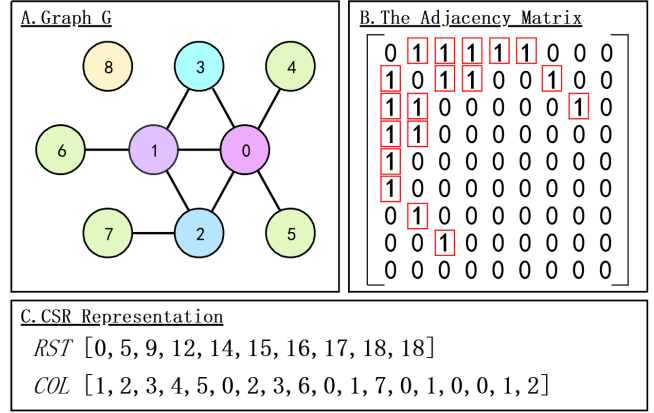 A.Graph G
8
3
4
6
1
0
7
2
5
B.The Adjacency Matrix
0 1 1 1 1 1 0 0 0
1 0 1 1 0 0 1 0 0
1 1 0 0 0 0 0 1 0
1 1 0 0 0 0 0 0 0
1 0 0 0 0 0 0 0 0
1 0 0 0 0 0 0 0 0
0 1 0 0 0 0 0 0 0
0 0 1 0 0 0 0 0 0
0 0 0 0 0 0 0 0 0
C.CSR Representation
RST [0,5,9,12,14,15,16,17,18,18]
COL [1,2,3,4,5,0,2,3,6,0,1,7,0,1,0,0,1,2]